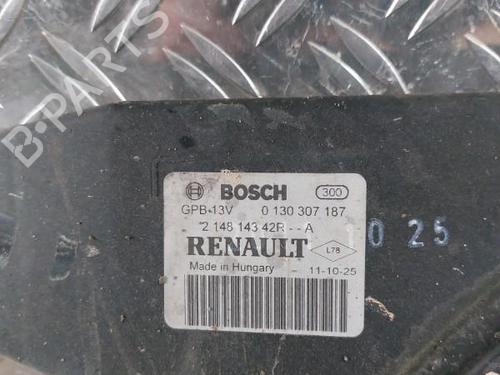 BOSCH 300
GPB-13V 0 130 307 187
2 148 143 42R - - A
RENAULT L78
Made in Hungary - 11-10-25
0 25
B-Parts